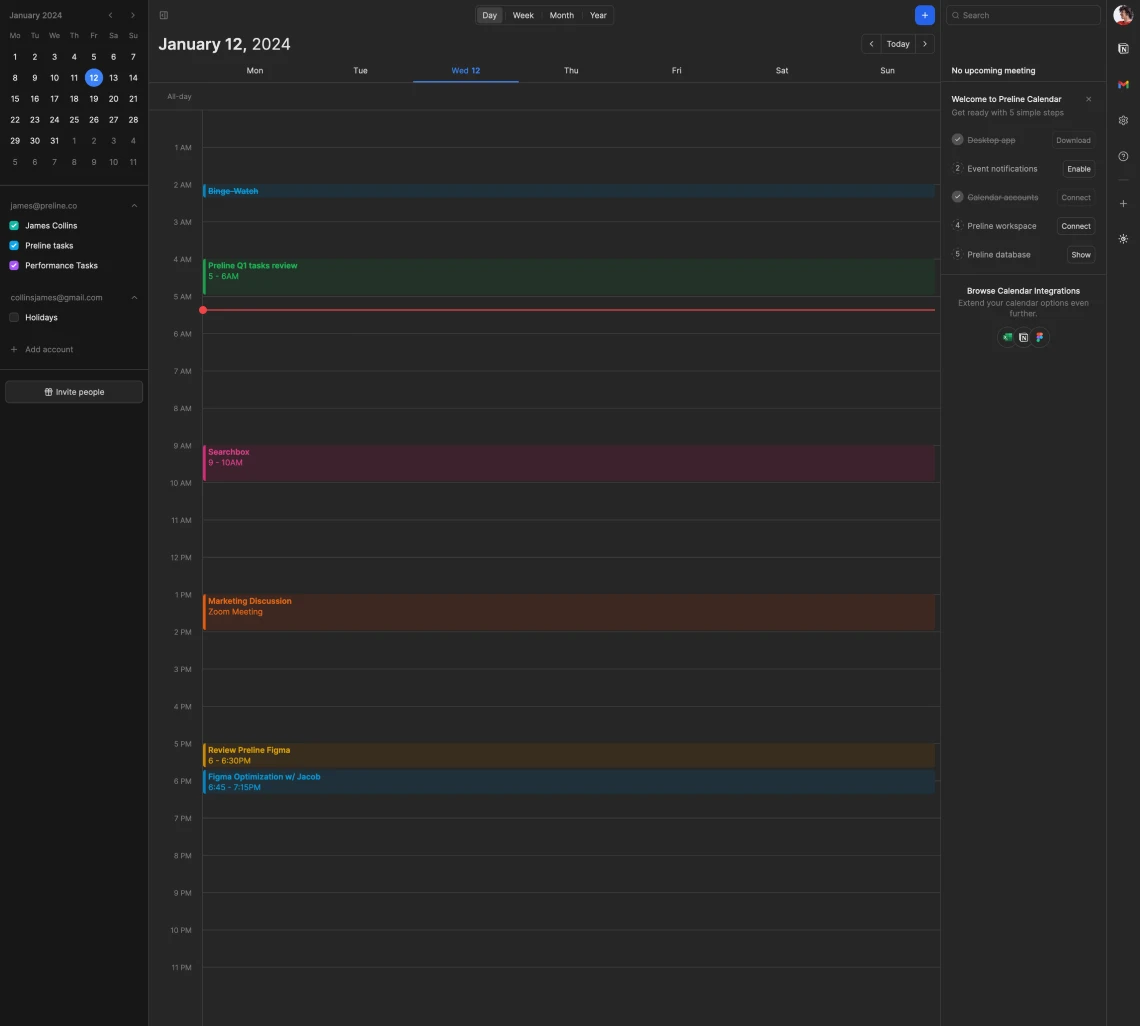 January 2024
Mo Tu We Th Fr Sa Su
1 2 3 4 5 6 7
8 9 10 11 12 13 14
15 16 17 18 19 20 21
22 23 24 25 26 27 28
29 30 31 1 2 3 4
5 6 7 8 9 10 11
james@preline.co
James Collins
Preline tasks
Performance Tasks
collinsjames@gmail.com
Holidays
Add account
Invite people
Day Week Month Year
January 12, 2024
Today
Mon Tue Wed 12 Thu Fri Sat Sun
All-day
1 AM
2 AM
Binge-Watch
3 AM
4 AM
Preline Q1 tasks review
5 - 6AM
5 AM
6 AM
7 AM
8 AM
9 AM
Searchbox
9 - 10AM
10 AM
11 AM
12 PM
1 PM
Marketing Discussion
Zoom Meeting
2 PM
3 PM
4 PM
5 PM
Review Preline Figma
6 - 6:30PM
Figma Optimization w/ Jacob
6 PM
6:45 - 7:15PM
7 PM
8 PM
9 PM
10 PM
11 PM
Search
No upcoming meeting
Welcome to Preline Calendar
Get ready with 5 simple steps
Desktop app Download
2 Event notifications Enable
Calendar accounts Connect
4 Preline workspace Connect
5 Preline database Show
Browse Calendar Integrations
Extend your calendar options even
further.